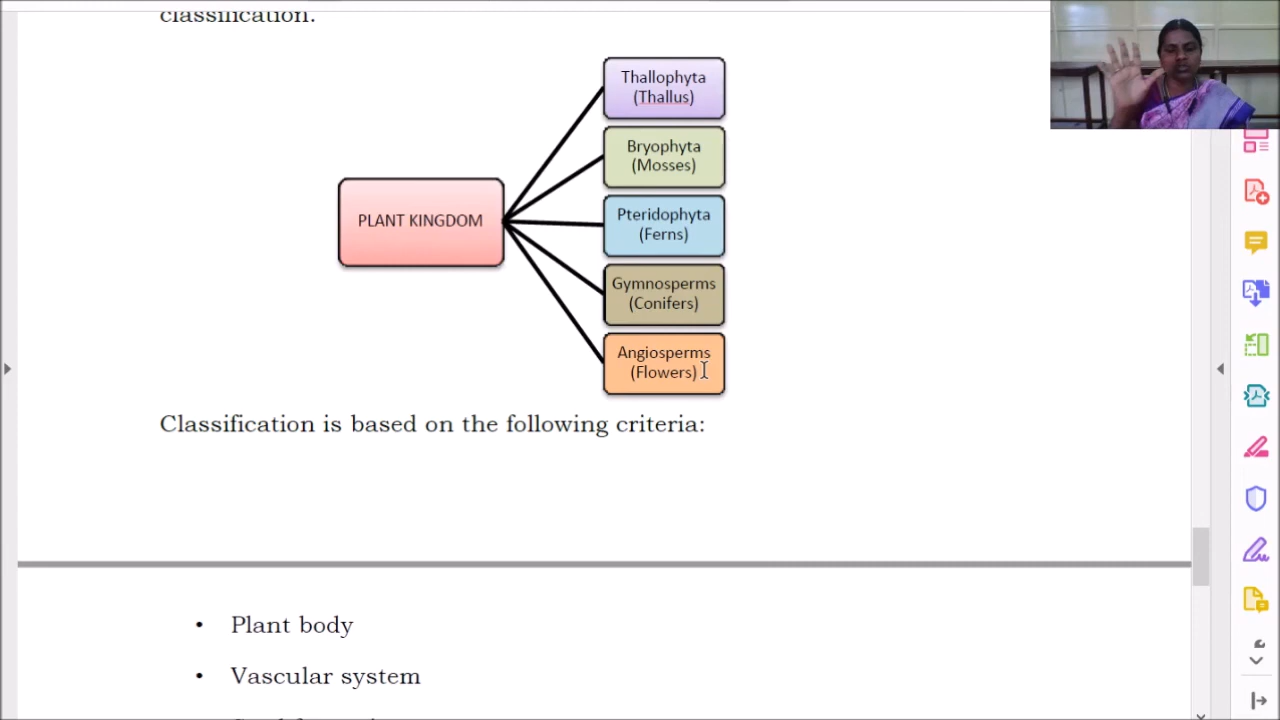 classification.
Thallophyta
(Thallus)
Bryophyta
(Mosses)
PLANT KINGDOM
Pteridophyta
(Ferns)
Gymnosperms
(Conifers)
Angiosperms
(Flowers)
Classification is based on the following criteria:
• Plant body
• Vascular system